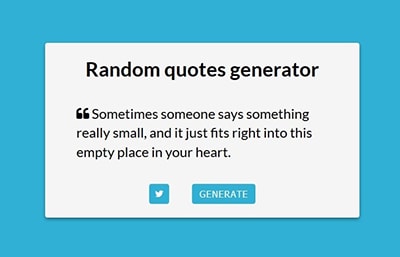 Random quotes generator
Sometimes someone says something
really small, and it just fits right into this
empty place in your heart.
GENERATE